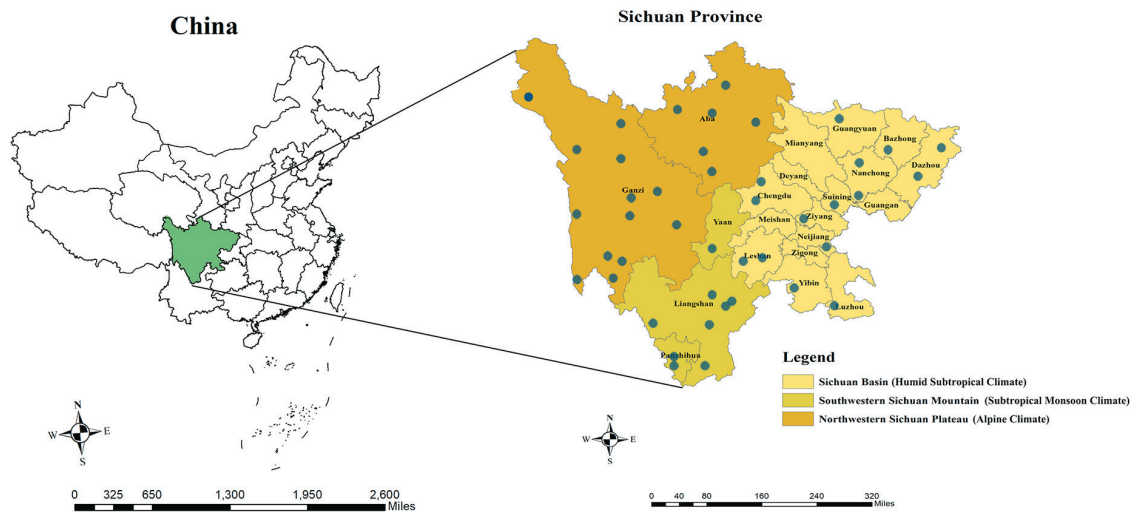 China
Sichuan Province
Aba
Guangyuan
Bazhong
Mianyang
Dazhou
Nanchong
Deyang
Ganzi
Chengdu
Suining
Guangan
Yaan
Meishan
Ziyang
Neijiang
Leshan
Zigong
Yibin
Liangshan
Luzhou
Panzhihua
Legend
Sichuan Basin (Humid Subtropical Climate)
Southwestern Sichuan Mountain (Subtropical Monsoon Climate)
Northwestern Sichuan Plateau (Alpine Climate)
N
W E
S
N
W E
S
0 325 650 1,300 1,950 2,600
Miles
0 40 80 160 240 320
Miles